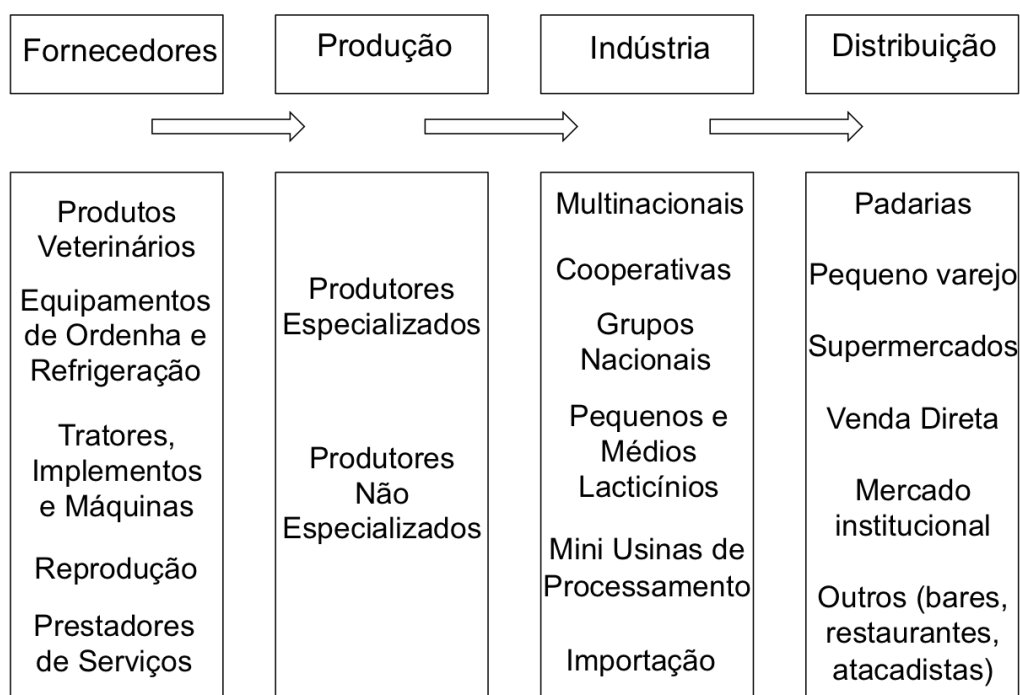 Fornecedores
Produção
Indústria
Distribuição
Produtos
Veterinários
Equipamentos
de Ordenha e
Refrigeração
Tratores,
Implementos
e Máquinas
Reprodução
Prestadores
de Serviços
Produtores
Especializados
Produtores
Não
Especializados
Multinacionais
Cooperativas
Grupos
Nacionais
Pequenos e
Médios
Lacticínios
Mini Usinas de
Processamento
Importação
Padarias
Pequeno varejo
Supermercados
Venda Direta
Mercado
institucional
Outros (bares,
restaurantes,
atacadistas)